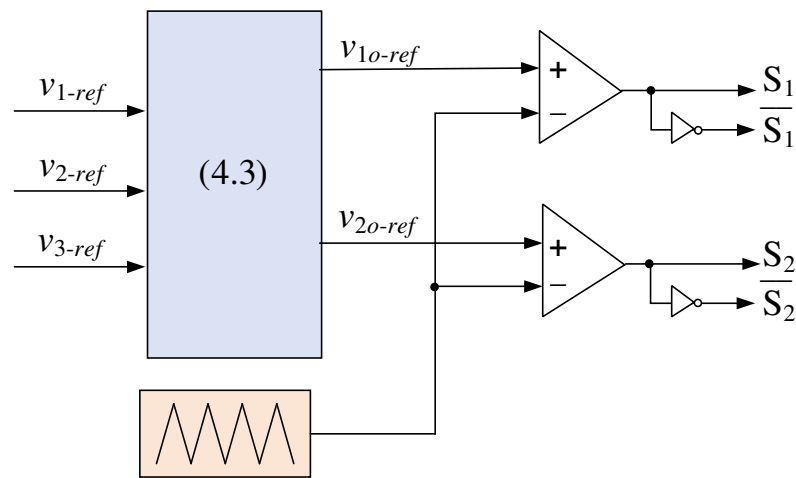 v1o-ref
v1-ref
+
−
S1
S̅1
v2-ref
(4.3)
v3-ref
v2o-ref
+
−
S2
S̅2